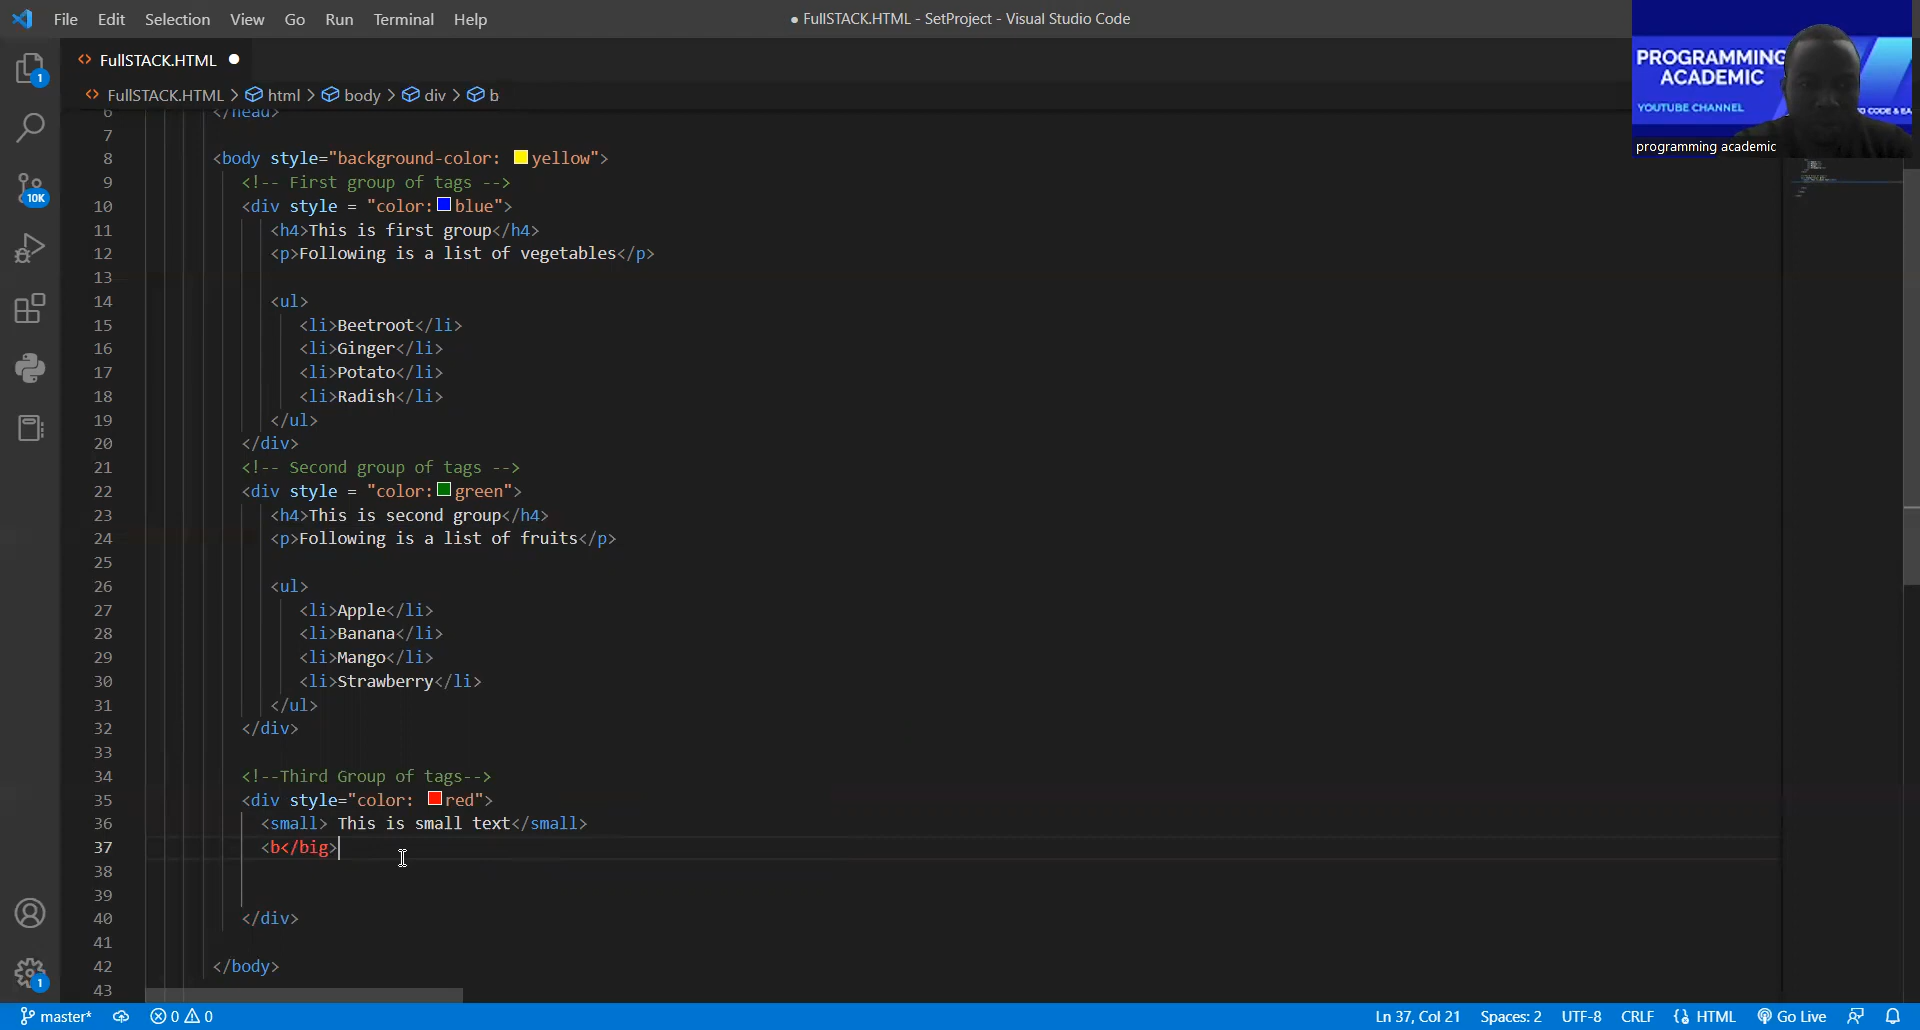 File Edit Selection View Go Run Terminal Help
● FullSTACK.HTML - SetProject - Visual Studio Code
PROGRAMMING
ACADEMIC
YOUTUBE CHANNEL
CODE &
programming academic
FullSTACK.HTML
FullSTACK.HTML > html > body > div > b
1
10K
1
6 </head>
7
8 <body style="background-color: yellow">
9 <!-- First group of tags -->
10 <div style = "color:blue">
11 <h4>This is first group</h4>
12 <p>Following is a list of vegetables</p>
13
14 <ul>
15 <li>Beetroot</li>
16 <li>Ginger</li>
17 <li>Potato</li>
18 <li>Radish</li>
19 </ul>
20 </div>
21 <!-- Second group of tags -->
22 <div style = "color:green">
23 <h4>This is second group</h4>
24 <p>Following is a list of fruits</p>
25
26 <ul>
27 <li>Apple</li>
28 <li>Banana</li>
29 <li>Mango</li>
30 <li>Strawberry</li>
31 </ul>
32 </div>
33
34 <!--Third Group of tags-->
35 <div style="color: red">
36 <small> This is small text</small>
37 <b</big>
38
39
40 </div>
41
42 </body>
43
master* 0 0 Ln 37, Col 21 Spaces: 2 UTF-8 CRLF HTML Go Live